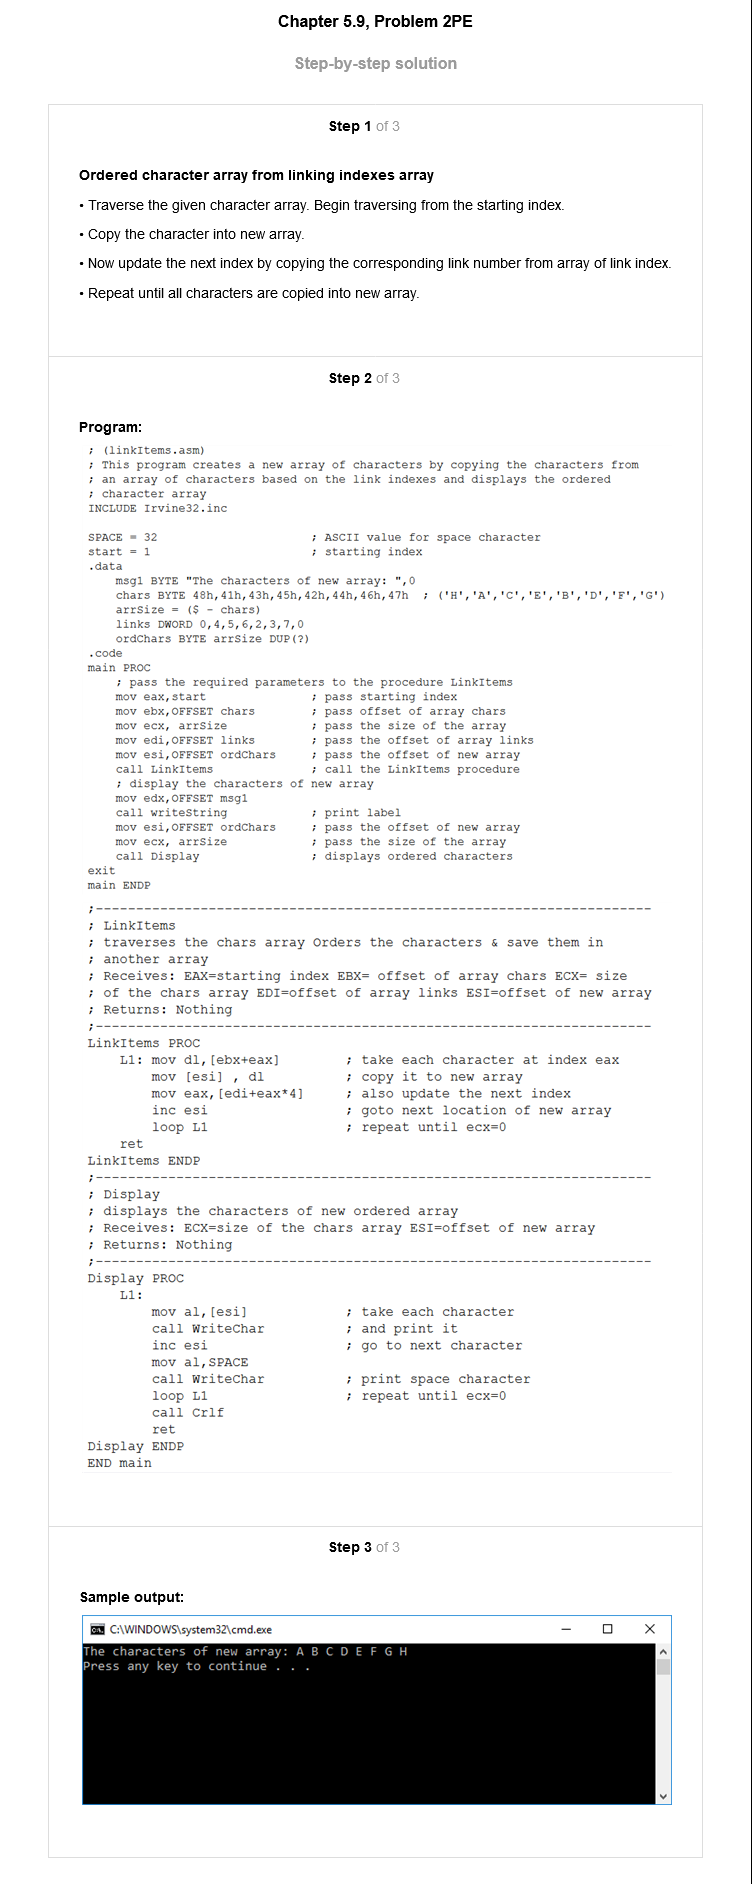 Chapter 5.9, Problem 2PE
Step-by-step solution
Step 1 of 3
Ordered character array from linking indexes array
• Traverse the given character array. Begin traversing from the starting index.
• Copy the character into new array.
• Now update the next index by copying the corresponding link number from array of link index.
• Repeat until all characters are copied into new array.
Step 2 of 3
Program:
; (linkItems.asm)
; This program creates a new array of characters by copying the characters from
; an array of characters based on the link indexes and displays the ordered
; character array
INCLUDE Irvine32.inc
SPACE = 32 ; ASCII value for space character
start = 1 ; starting index
.data
msg1 BYTE "The characters of new array: ",0
chars BYTE 48h,41h,43h,45h,42h,44h,46h,47h ; ('H','A','C','E','B','D','F','G')
arrSize = ($ - chars)
links DWORD 0,4,5,6,2,3,7,0
ordChars BYTE arrSize DUP(?)
.code
main PROC
; pass the required parameters to the procedure LinkItems
mov eax,start ; pass starting index
mov ebx,OFFSET chars ; pass offset of array chars
mov ecx, arrSize ; pass the size of the array
mov edi,OFFSET links ; pass the offset of array links
mov esi,OFFSET ordChars ; pass the offset of new array
call LinkItems ; call the LinkItems procedure
; display the characters of new array
mov edx,OFFSET msg1
call writeString ; print label
mov esi,OFFSET ordChars ; pass the offset of new array
mov ecx, arrSize ; pass the size of the array
call Display ; displays ordered characters
exit
main ENDP
;---------------------------------------------------------------------
; LinkItems
; traverses the chars array Orders the characters & save them in
; another array
; Receives: EAX=starting index EBX= offset of array chars ECX= size
; of the chars array EDI=offset of array links ESI=offset of new array
; Returns: Nothing
;---------------------------------------------------------------------
LinkItems PROC
L1: mov dl,[ebx+eax] ; take each character at index eax
mov [esi] , dl ; copy it to new array
mov eax,[edi+eax*4] ; also update the next index
inc esi ; goto next location of new array
loop L1 ; repeat until ecx=0
ret
LinkItems ENDP
;---------------------------------------------------------------------
; Display
; displays the characters of new ordered array
; Receives: ECX=size of the chars array ESI=offset of new array
; Returns: Nothing
;---------------------------------------------------------------------
Display PROC
L1:
mov al,[esi] ; take each character
call WriteChar ; and print it
inc esi ; go to next character
mov al,SPACE
call WriteChar ; print space character
loop L1 ; repeat until ecx=0
call Crlf
ret
Display ENDP
END main
Step 3 of 3
Sample output:
C:\WINDOWS\system32\cmd.exe
The characters of new array: A B C D E F G H
Press any key to continue . . .